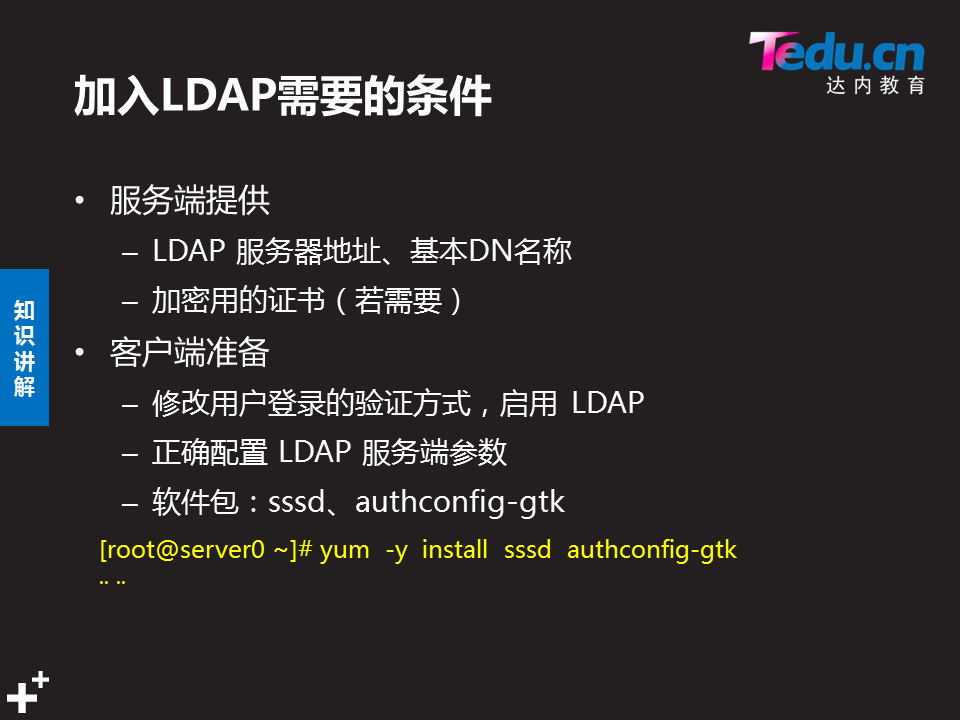 Tedu.cn
达内教育
加入LDAP需要的条件
• 服务端提供
– LDAP 服务器地址、基本DN名称
– 加密用的证书（若需要）
• 客户端准备
– 修改用户登录的验证方式，启用 LDAP
– 正确配置 LDAP 服务端参数
– 软件包：sssd、authconfig-gtk
[root@server0 ~]# yum -y install sssd authconfig-gtk
.. ..
知识讲解